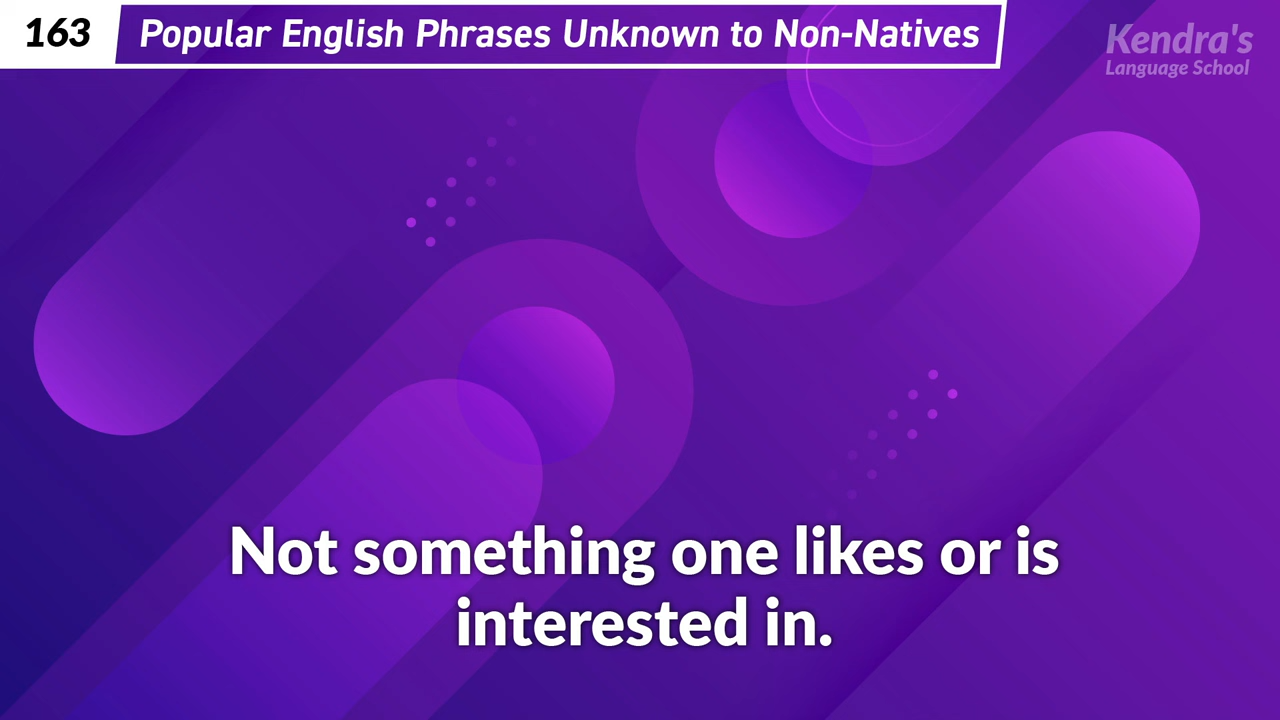 163 Popular English Phrases Unknown to Non-Natives
Kendra's
Language School
Not something one likes or is
interested in.